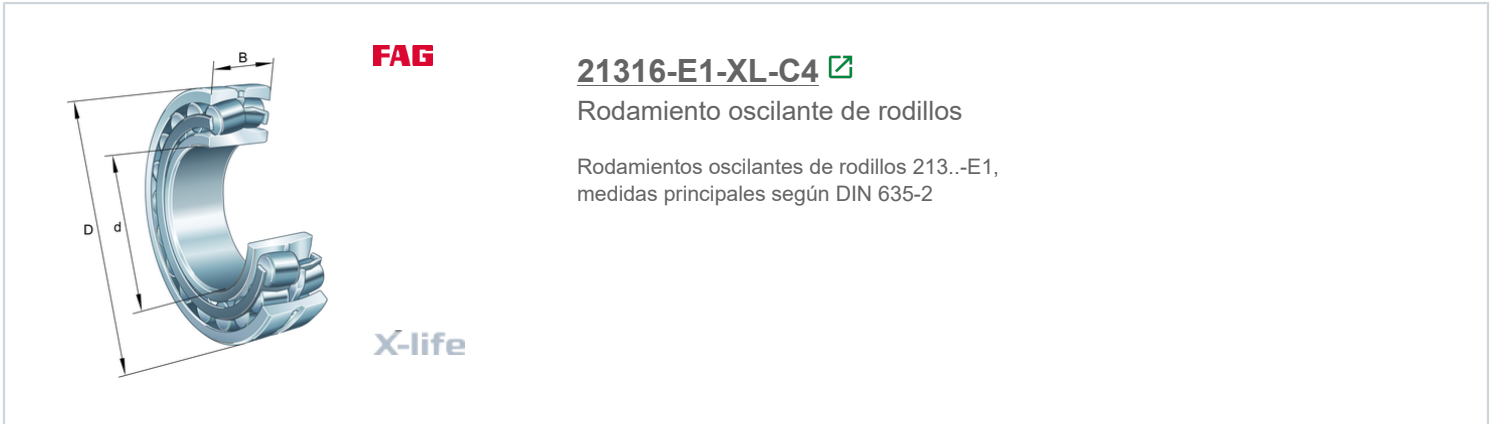 B
FAG
21316-E1-XL-C4
Rodamiento oscilante de rodillos
Rodamientos oscilantes de rodillos 213..-E1,
medidas principales según DIN 635-2
D
d
X-life